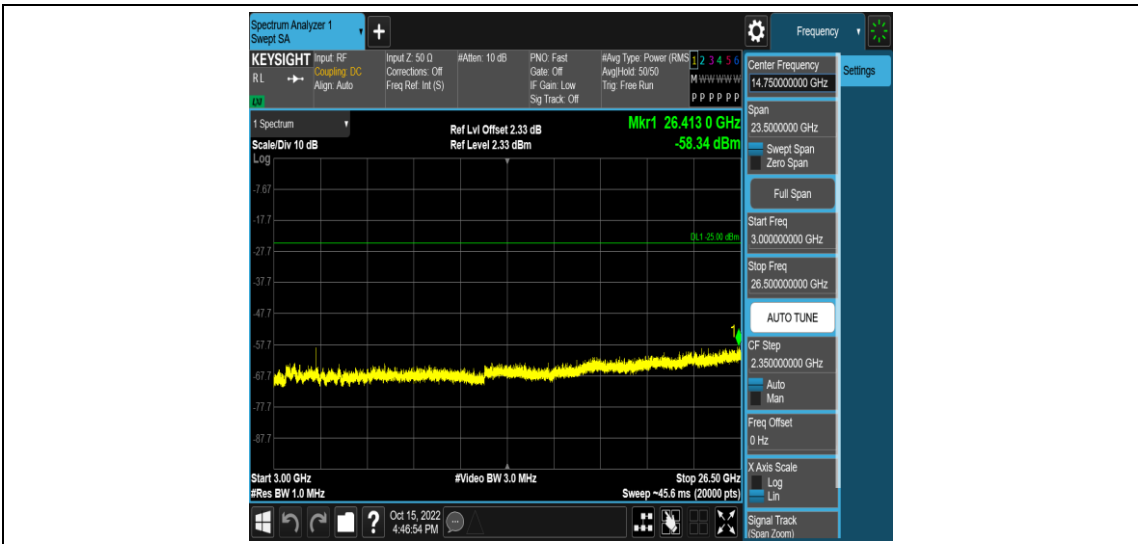 Spectrum Analyzer 1
Swept SA
+
Frequency
KEYSIGHT
RL
LXI
Input: RF
Coupling: DC
Align: Auto
Input Z: 50 Ω
Corrections: Off
Freq Ref: Int (S)
#Atten: 10 dB
PNO: Fast
Gate: Off
IF Gain: Low
Sig Track: Off
#Avg Type: Power (RMS
Avg|Hold: 50/50
Trig: Free Run
1 2 3 4 5 6
M W W W W W
P P P P P P
1 Spectrum
Scale/Div 10 dB
Log
Ref Lvl Offset 2.33 dB
Ref Level 2.33 dBm
Mkr1 26.413 0 GHz
-58.34 dBm
-7.67
-17.7
DL1 -25.00 dBm
-27.7
-37.7
-47.7
1
-57.7
-67.7
-77.7
-87.7
Start 3.00 GHz
#Res BW 1.0 MHz
#Video BW 3.0 MHz
Stop 26.50 GHz
Sweep ~45.6 ms (20000 pts)
?
Oct 15, 2022
4:46:54 PM
Center Frequency
14.750000000 GHz
Settings
Span
23.5000000 GHz
Swept Span
Zero Span
Full Span
Start Freq
3.000000000 GHz
Stop Freq
26.500000000 GHz
AUTO TUNE
CF Step
2.350000000 GHz
Auto
Man
Freq Offset
0 Hz
X Axis Scale
Log
Lin
Signal Track
(Span Zoom)